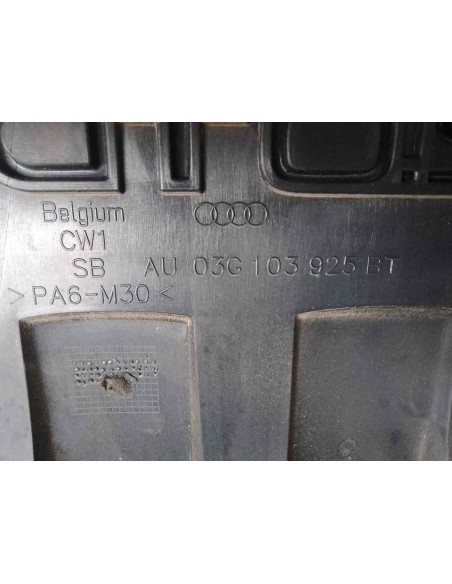 Belgium
CW1
SB AU 03G 103 925 BT
>PA6-M30<